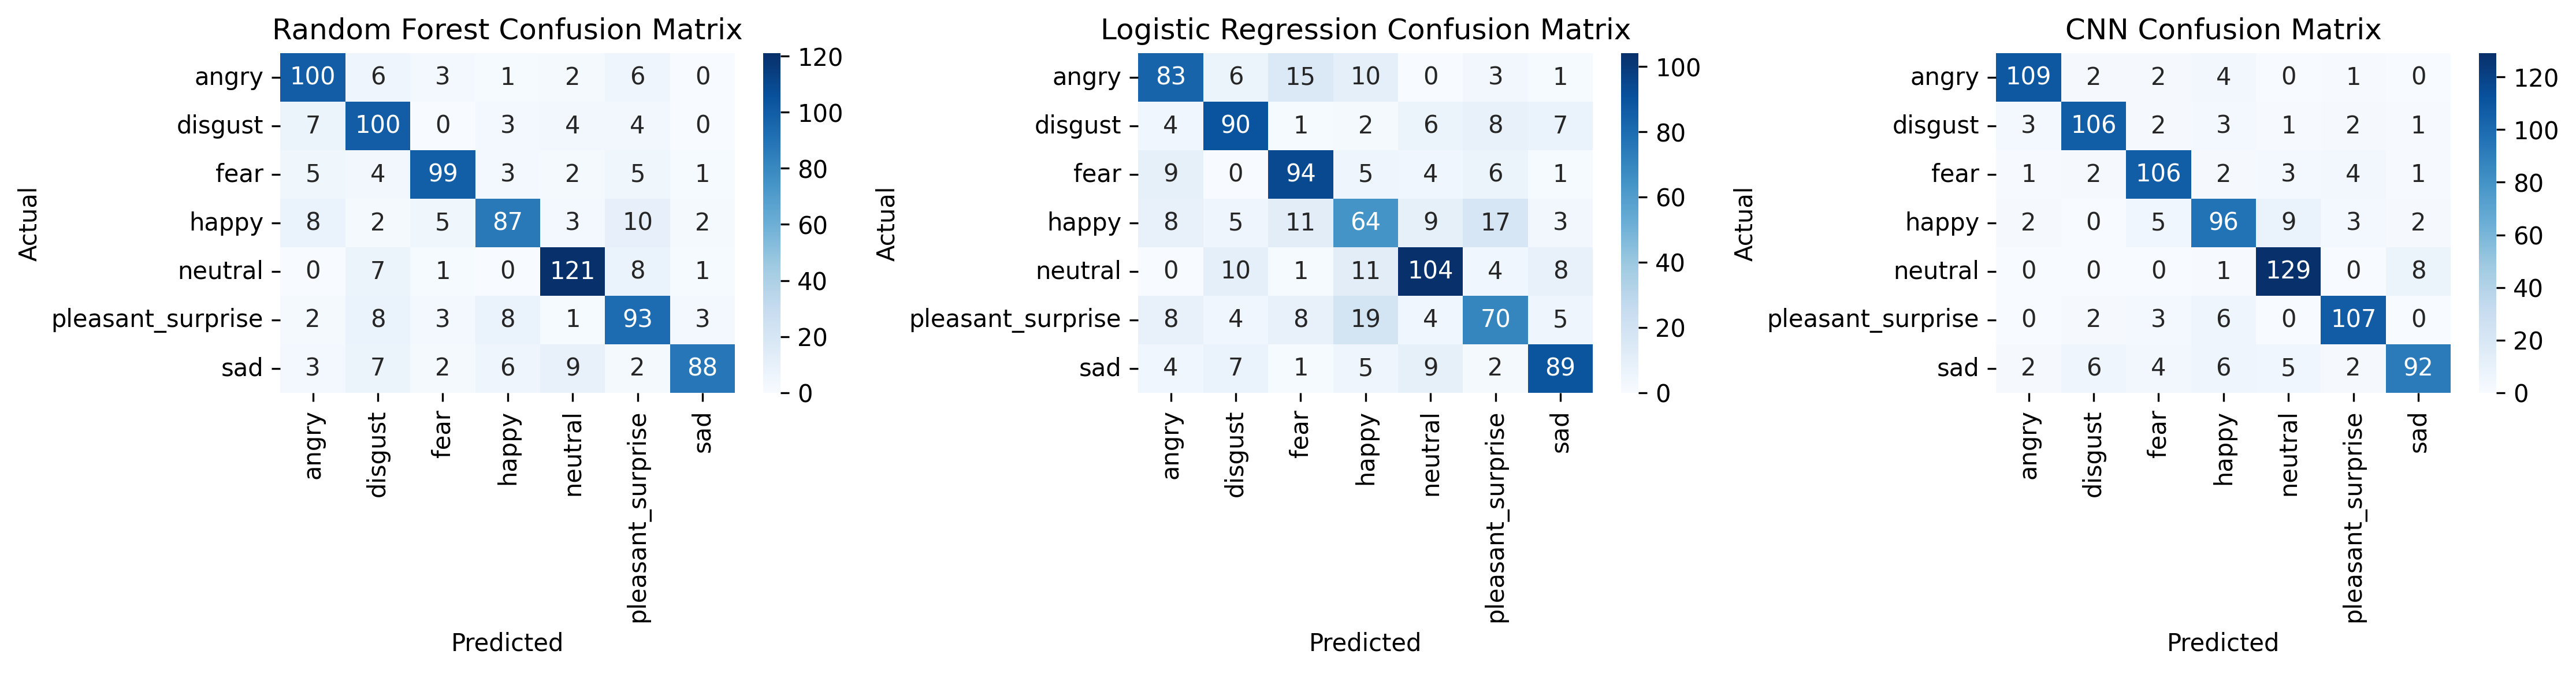 Random Forest Confusion Matrix
Actual
angry 100 6 3 1 2 6 0
disgust 7 100 0 3 4 4 0
fear 5 4 99 3 2 5 1
happy 8 2 5 87 3 10 2
neutral 0 7 1 0 121 8 1
pleasant_surprise 2 8 3 8 1 93 3
sad 3 7 2 6 9 2 88
angry disgust fear happy neutral pleasant_surprise sad
Predicted
120
100
80
60
40
20
0
Logistic Regression Confusion Matrix
Actual
angry 83 6 15 10 0 3 1
disgust 4 90 1 2 6 8 7
fear 9 0 94 5 4 6 1
happy 8 5 11 64 9 17 3
neutral 0 10 1 11 104 4 8
pleasant_surprise 8 4 8 19 4 70 5
sad 4 7 1 5 9 2 89
angry disgust fear happy neutral pleasant_surprise sad
Predicted
100
80
60
40
20
0
CNN Confusion Matrix
Actual
angry 109 2 2 4 0 1 0
disgust 3 106 2 3 1 2 1
fear 1 2 106 2 3 4 1
happy 2 0 5 96 9 3 2
neutral 0 0 0 1 129 0 8
pleasant_surprise 0 2 3 6 0 107 0
sad 2 6 4 6 5 2 92
angry disgust fear happy neutral pleasant_surprise sad
Predicted
120
100
80
60
40
20
0